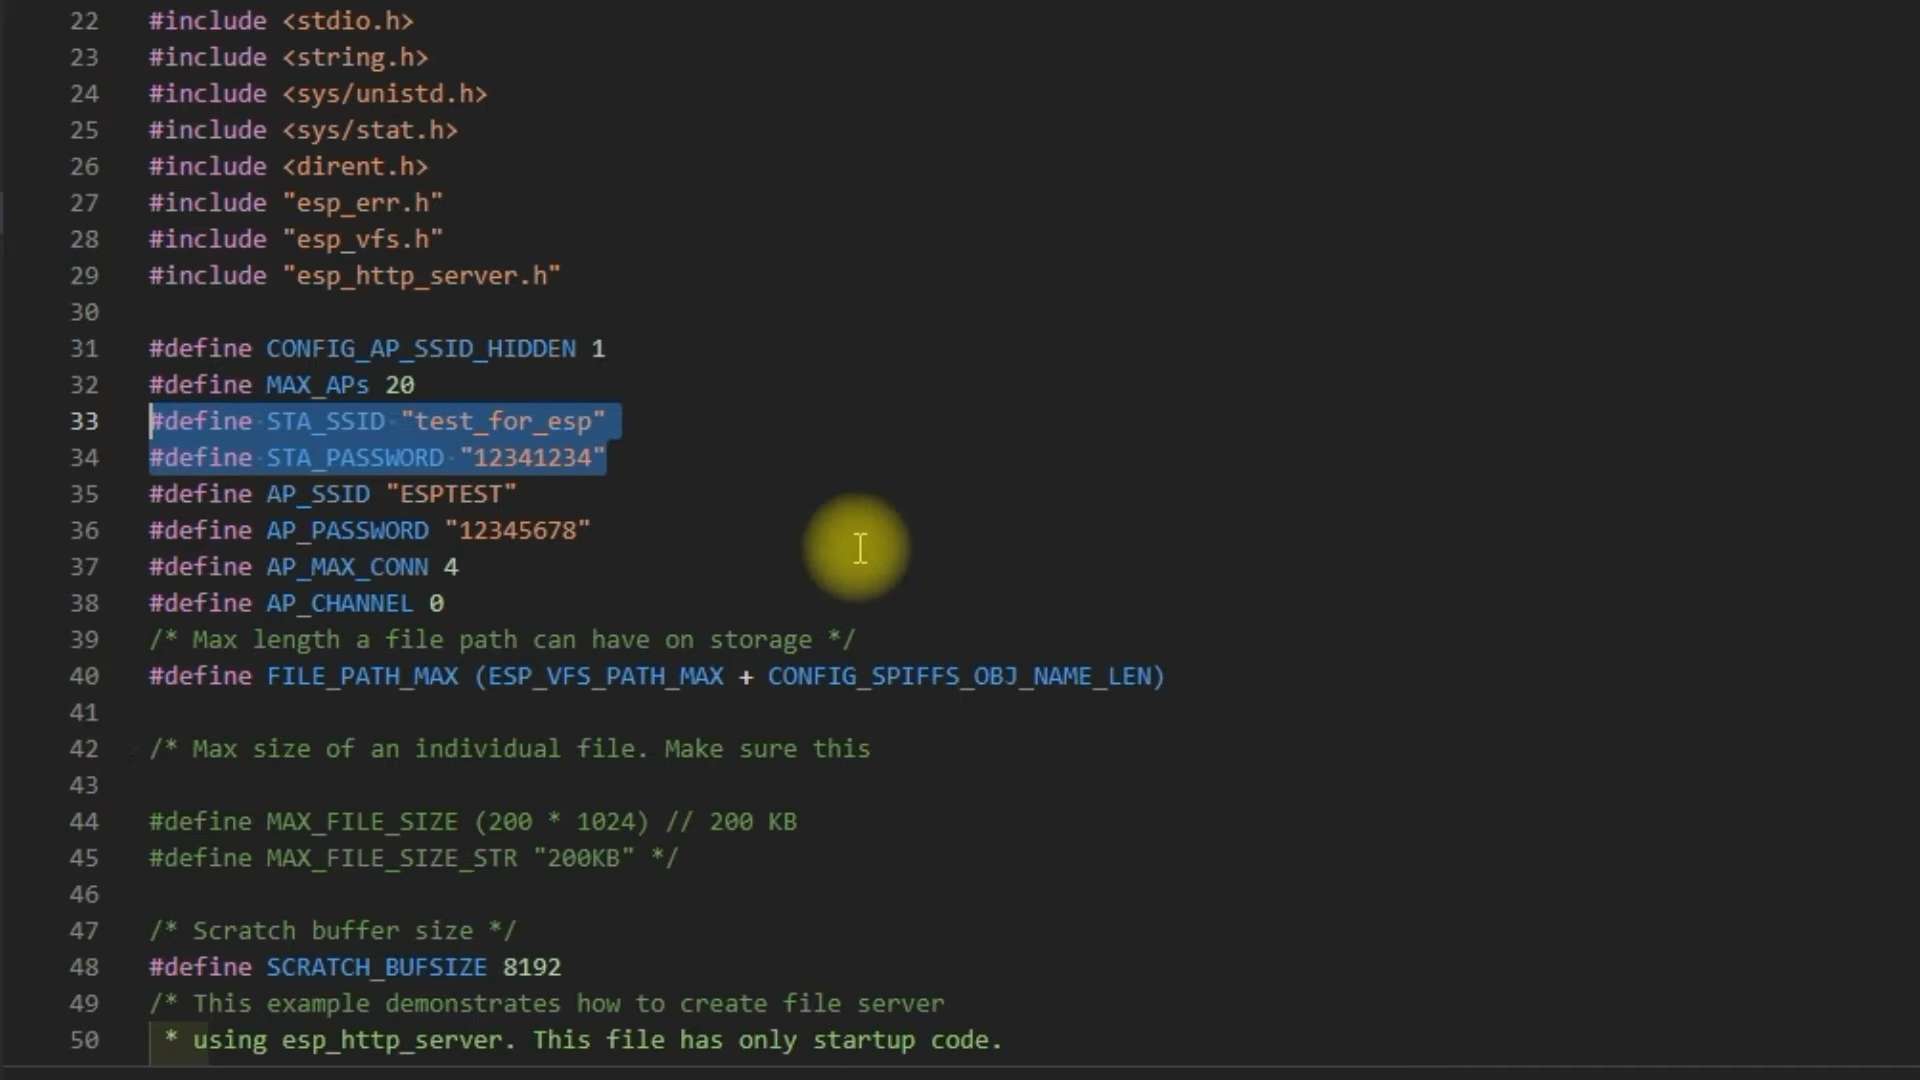 22 #include <stdio.h>
23 #include <string.h>
24 #include <sys/unistd.h>
25 #include <sys/stat.h>
26 #include <dirent.h>
27 #include "esp_err.h"
28 #include "esp_vfs.h"
29 #include "esp_http_server.h"
30
31 #define CONFIG_AP_SSID_HIDDEN 1
32 #define MAX_APs 20
33 #define STA_SSID "test_for_esp"
34 #define STA_PASSWORD "12341234"
35 #define AP_SSID "ESPTEST"
36 #define AP_PASSWORD "12345678"
37 #define AP_MAX_CONN 4
38 #define AP_CHANNEL 0
39 /* Max length a file path can have on storage */
40 #define FILE_PATH_MAX (ESP_VFS_PATH_MAX + CONFIG_SPIFFS_OBJ_NAME_LEN)
41
42 /* Max size of an individual file. Make sure this
43
44 #define MAX_FILE_SIZE (200 * 1024) // 200 KB
45 #define MAX_FILE_SIZE_STR "200KB" */
46
47 /* Scratch buffer size */
48 #define SCRATCH_BUFSIZE 8192
49 /* This example demonstrates how to create file server
50 * using esp_http_server. This file has only startup code.